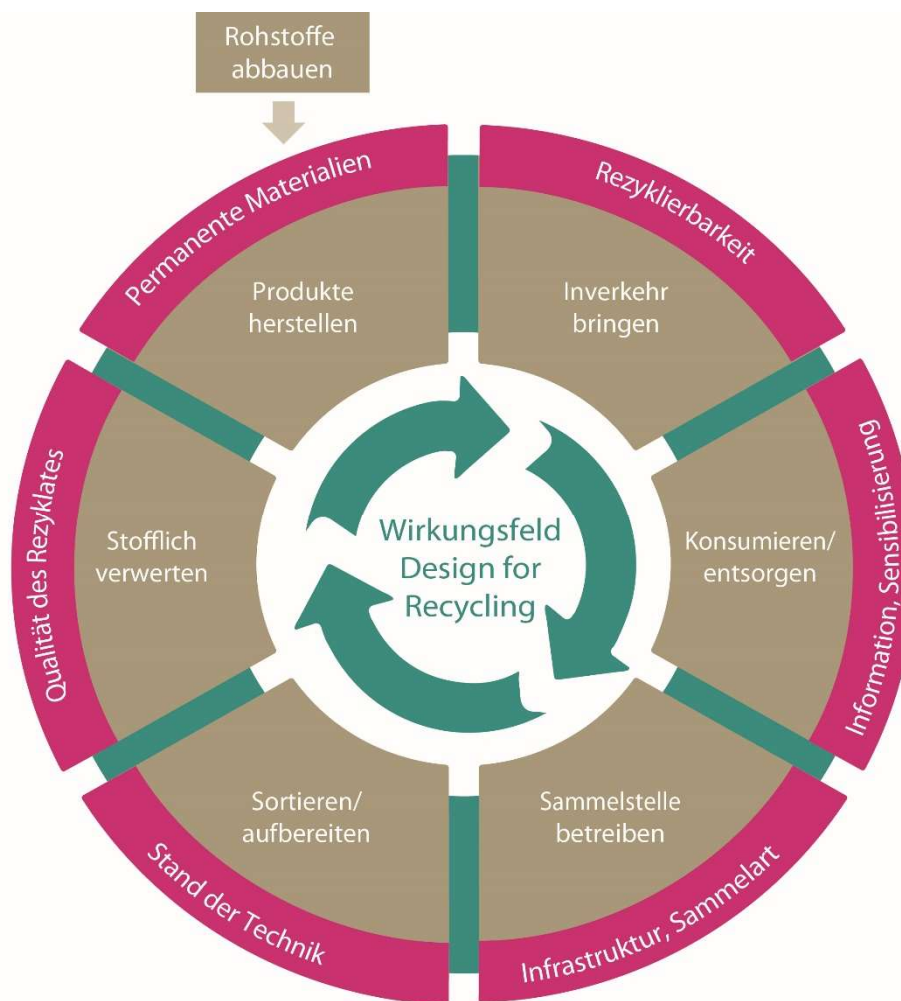 Rohstoffe
abbauen
Permanente Materialien
Produkte
herstellen
Rezyklierbarkeit
Inverkehr
bringen
Information, Sensibilisierung
Konsumieren/
entsorgen
Infrastruktur, Sammelart
Sammelstelle
betreiben
Stand der Technik
Sortieren/
aufbereiten
Qualität des Rezyklates
Stofflich
verwerten
Wirkungsfeld
Design for
Recycling